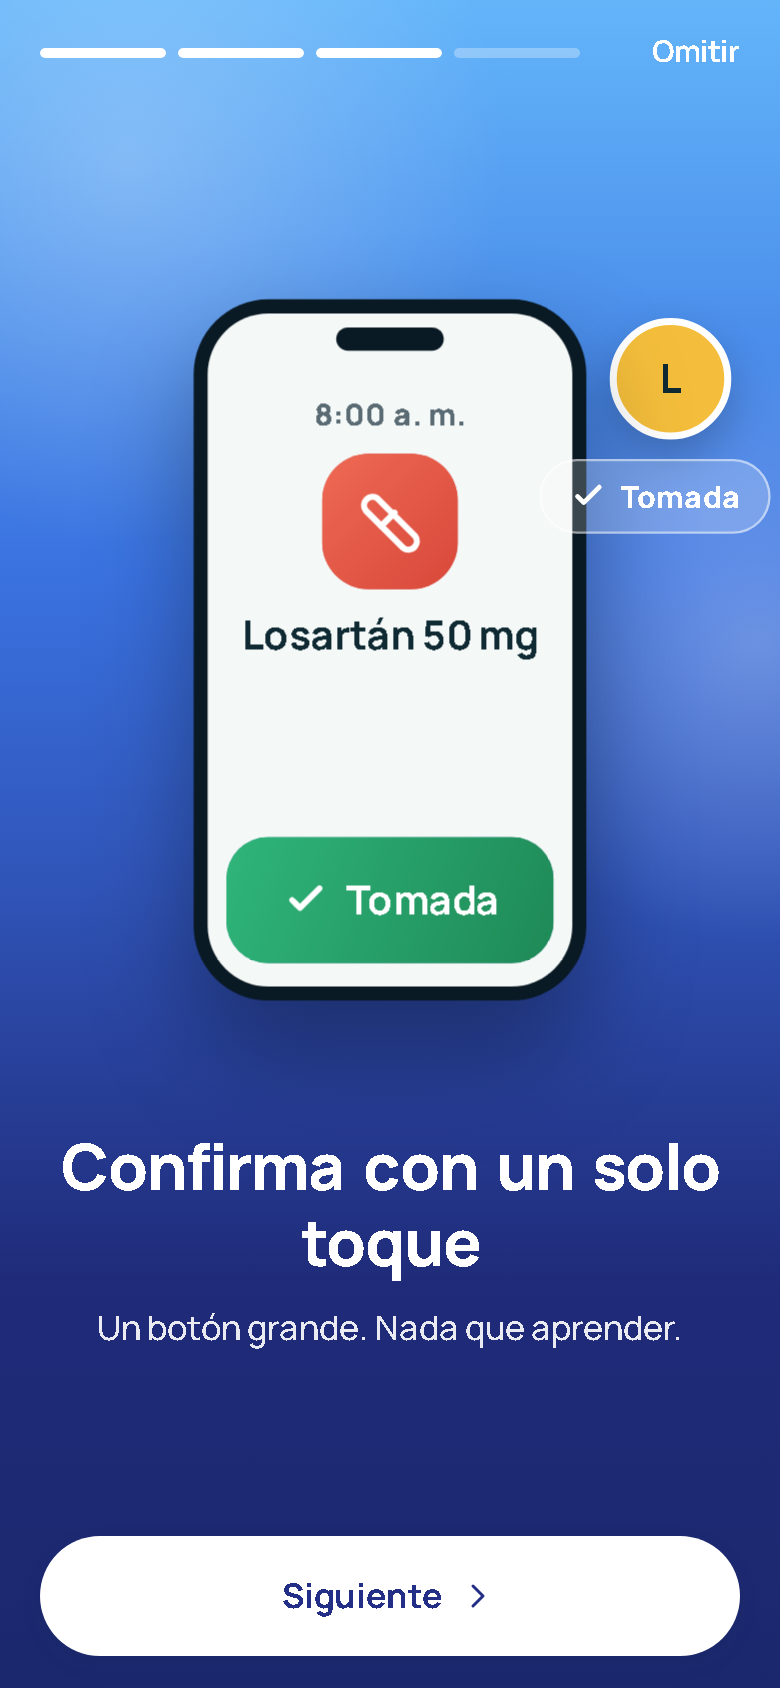 Omitir
8:00 a. m.
L
Tomada
Losartán 50 mg
Tomada
Confirma con un solo
toque
Un botón grande. Nada que aprender.
Siguiente